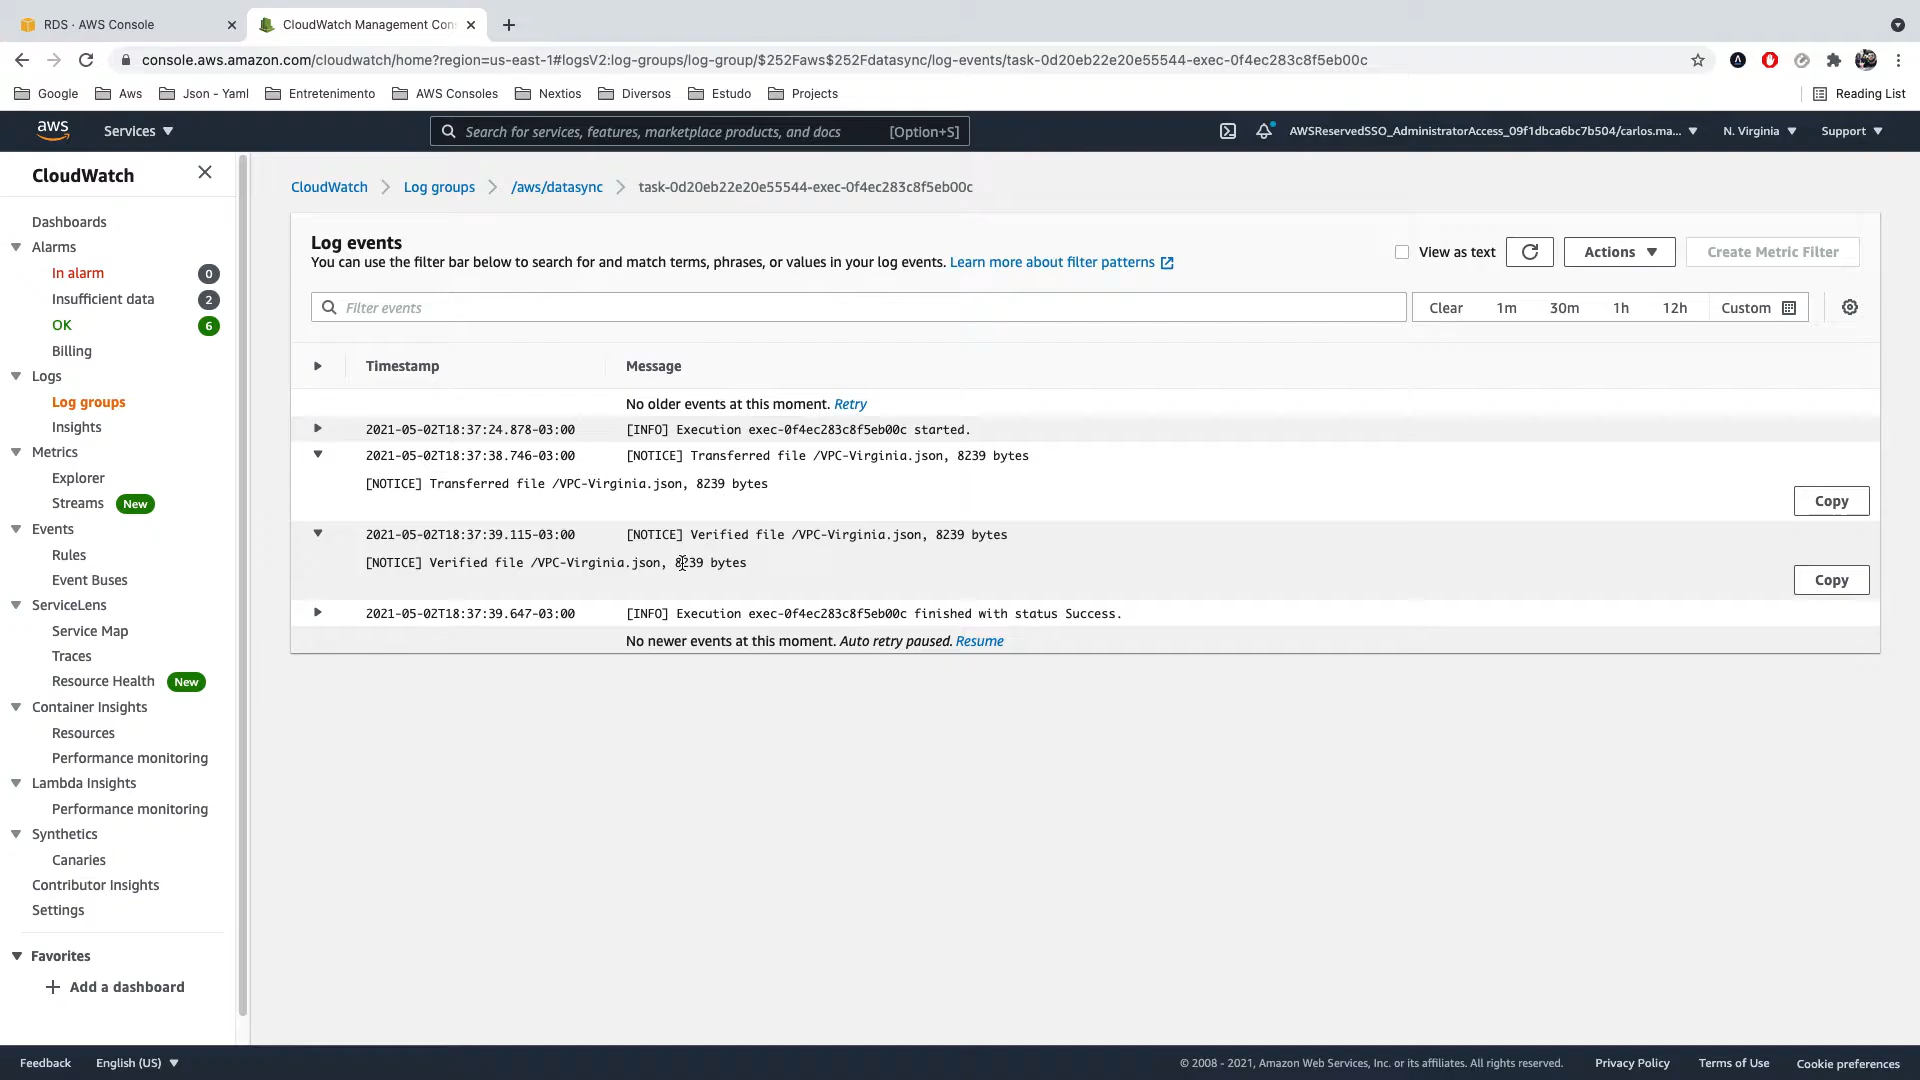 RDS · AWS Console
CloudWatch Management Con
console.aws.amazon.com/cloudwatch/home?region=us-east-1#logsV2:log-groups/log-group/$252Faws$252Fdatasync/log-events/task-0d20eb22e20e55544-exec-0f4ec283c8f5eb00c
Google
Aws
Json - Yaml
Entretenimento
AWS Consoles
Nextios
Diversos
Estudo
Projects
Reading List
aws
Services
Search for services, features, marketplace products, and docs
[Option+S]
AWSReservedSSO_AdministratorAccess_09f1dbca6bc7b504/carlos.ma...
N. Virginia
Support
CloudWatch
Dashboards
Alarms
In alarm 0
Insufficient data 2
OK 6
Billing
Logs
Log groups
Insights
Metrics
Explorer
Streams New
Events
Rules
Event Buses
ServiceLens
Service Map
Traces
Resource Health New
Container Insights
Resources
Performance monitoring
Lambda Insights
Performance monitoring
Synthetics
Canaries
Contributor Insights
Settings
Favorites
Add a dashboard
CloudWatch
Log groups
/aws/datasync
task-0d20eb22e20e55544-exec-0f4ec283c8f5eb00c
Log events
You can use the filter bar below to search for and match terms, phrases, or values in your log events. Learn more about filter patterns
View as text
Actions
Create Metric Filter
Filter events
Clear
1m
30m
1h
12h
Custom
Timestamp
Message
No older events at this moment. Retry
2021-05-02T18:37:24.878-03:00 [INFO] Execution exec-0f4ec283c8f5eb00c started.
2021-05-02T18:37:38.746-03:00 [NOTICE] Transferred file /VPC-Virginia.json, 8239 bytes
[NOTICE] Transferred file /VPC-Virginia.json, 8239 bytes
Copy
2021-05-02T18:37:39.115-03:00 [NOTICE] Verified file /VPC-Virginia.json, 8239 bytes
[NOTICE] Verified file /VPC-Virginia.json, 8239 bytes
Copy
2021-05-02T18:37:39.647-03:00 [INFO] Execution exec-0f4ec283c8f5eb00c finished with status Success.
No newer events at this moment. Auto retry paused. Resume
Feedback
English (US)
© 2008 - 2021, Amazon Web Services, Inc. or its affiliates. All rights reserved.
Privacy Policy
Terms of Use
Cookie preferences